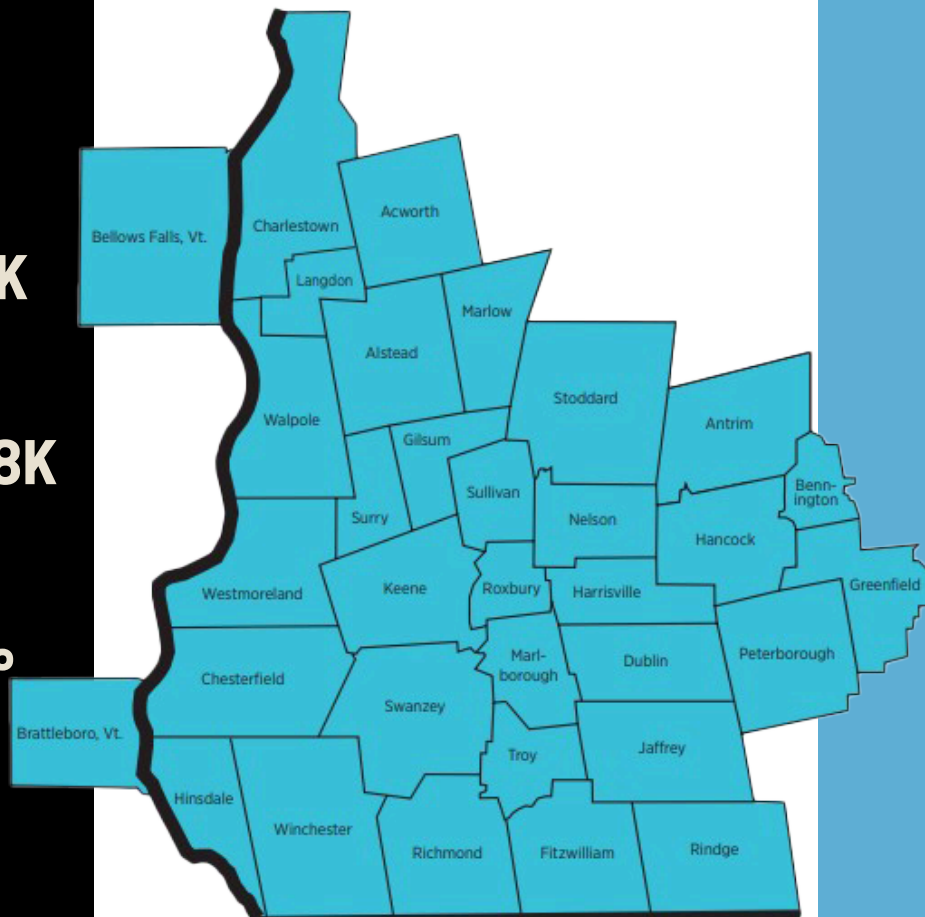 Acworth
Charlestown
Bellows Falls, Vt.
K
Langdon
Marlow
Alstead
Stoddard
Walpole
Antrim
Gilsum
8K
Sullivan
Benn-
ington
Surry
Nelson
Hancock
Keene
Roxbury
Harrisville
Greenfield
Westmoreland
Peterborough
Marl-
borough
Dublin
Chesterfield
Swanzey
Brattleboro, Vt.
Jaffrey
Troy
Hinsdale
Winchester
Richmond
Fitzwilliam
Rindge